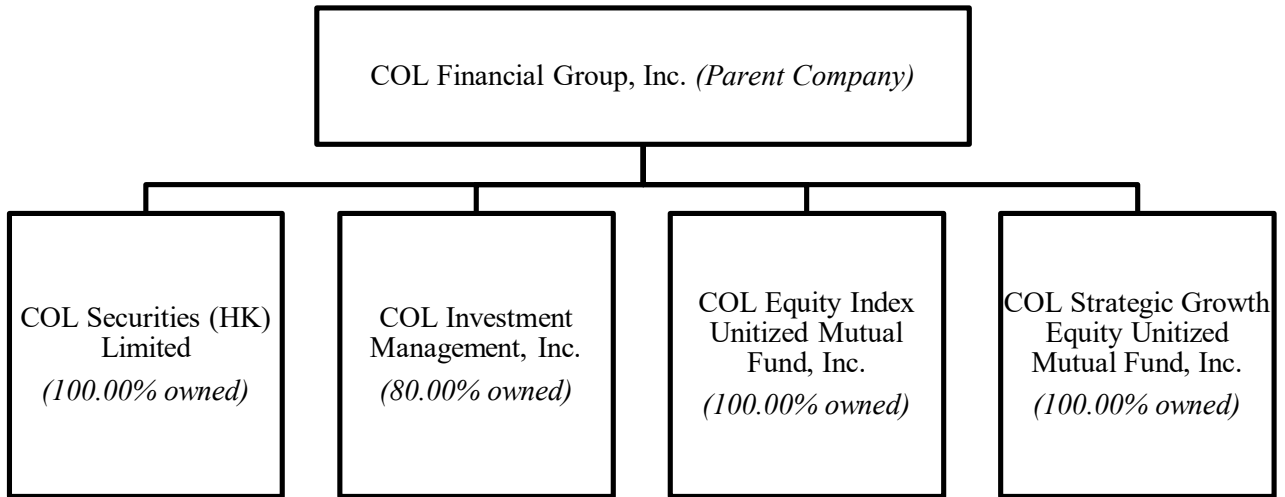 COL Financial Group, Inc. (Parent Company)
COL Securities (HK)
Limited
(100.00% owned)
COL Investment
Management, Inc.
(80.00% owned)
COL Equity Index
Unitized Mutual
Fund, Inc.
(100.00% owned)
COL Strategic Growth
Equity Unitized
Mutual Fund, Inc.
(100.00% owned)